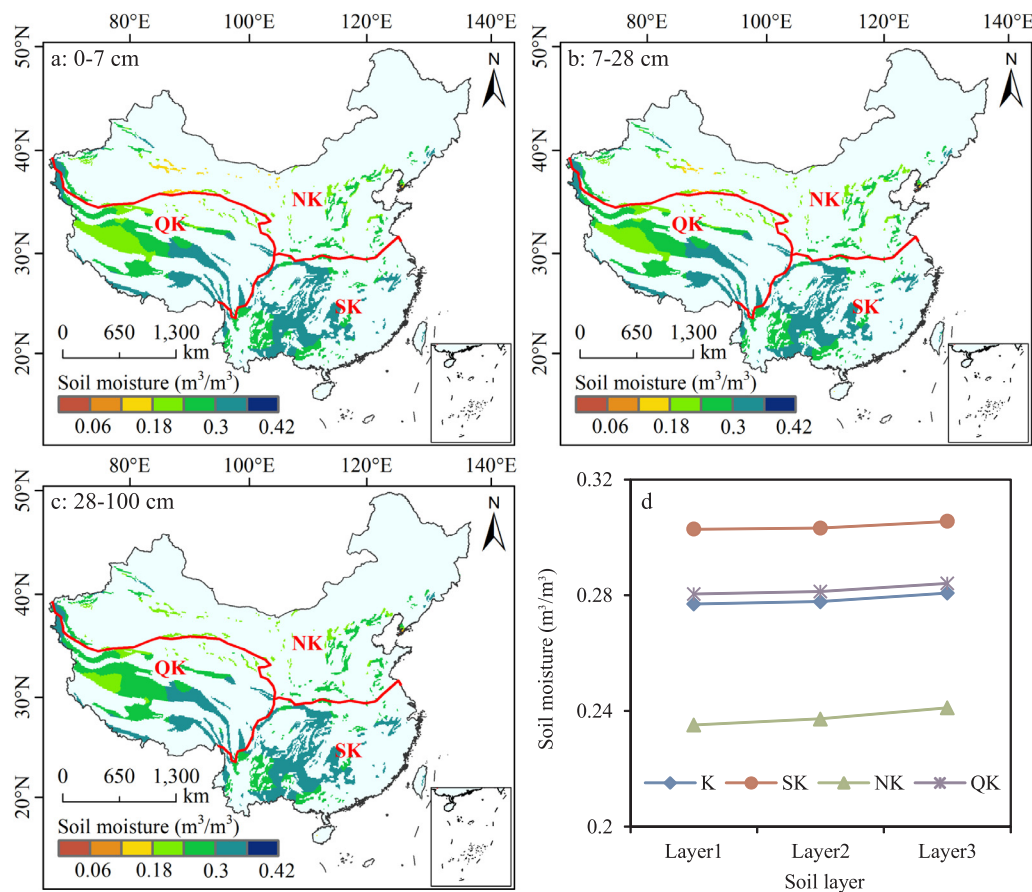 80°E 100°E 120°E 140°E
a: 0-7 cm
N
50°N
40°N
30°N
20°N
NK
QK
SK
0 650 1,300
km
Soil moisture (m³/m³)
0.06 0.18 0.3 0.42
80°E 100°E 120°E 140°E
b: 7-28 cm
N
50°N
40°N
30°N
20°N
NK
QK
SK
0 650 1,300
km
Soil moisture (m³/m³)
0.06 0.18 0.3 0.42
80°E 100°E 120°E 140°E
c: 28-100 cm
N
50°N
40°N
30°N
20°N
NK
QK
SK
0 650 1,300
km
Soil moisture (m³/m³)
0.06 0.18 0.3 0.42
d
0.32
0.28
0.24
0.2
Soil moisture (m³/m³)
K SK NK QK
Layer1 Layer2 Layer3
Soil layer